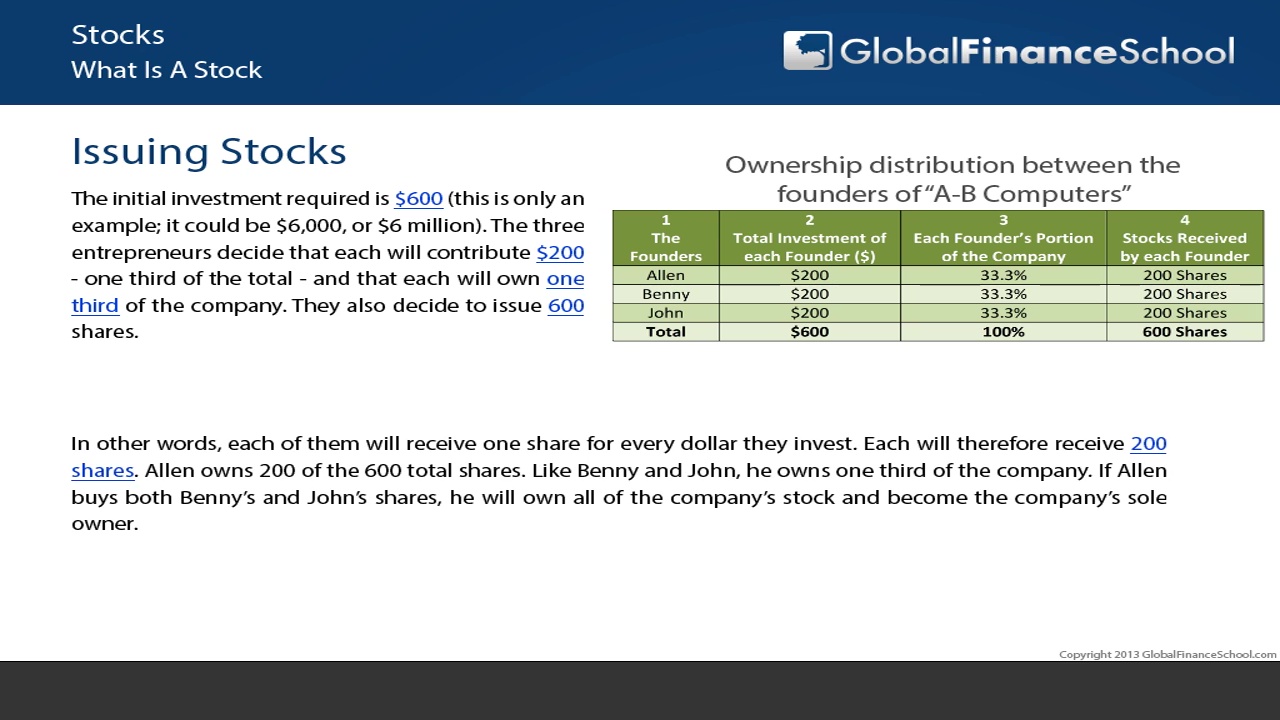 Stocks
What Is A Stock
GlobalFinanceSchool
Issuing Stocks
The initial investment required is $600 (this is only an
example; it could be $6,000, or $6 million). The three
entrepreneurs decide that each will contribute $200
- one third of the total - and that each will own one
third of the company. They also decide to issue 600
shares.
Ownership distribution between the
founders of “A-B Computers”
1 2 3 4
The Total Investment of Each Founder’s Portion Stocks Received
Founders each Founder ($) of the Company by each Founder
Allen $200 33.3% 200 Shares
Benny $200 33.3% 200 Shares
John $200 33.3% 200 Shares
Total $600 100% 600 Shares
In other words, each of them will receive one share for every dollar they invest. Each will therefore receive 200
shares. Allen owns 200 of the 600 total shares. Like Benny and John, he owns one third of the company. If Allen
buys both Benny’s and John’s shares, he will own all of the company’s stock and become the company’s sole
owner.
Copyright 2013 GlobalFinanceSchool.com